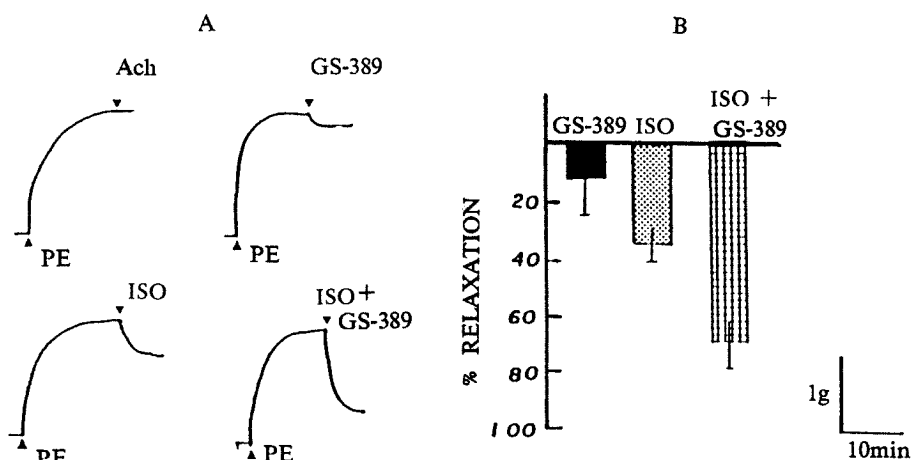 A
Ach
GS-389
PE
PE
ISO
ISO +
GS-389
PE
PE
B
GS-389
ISO
ISO +
GS-389
% RELAXATION
20
40
60
80
100
1g
10min